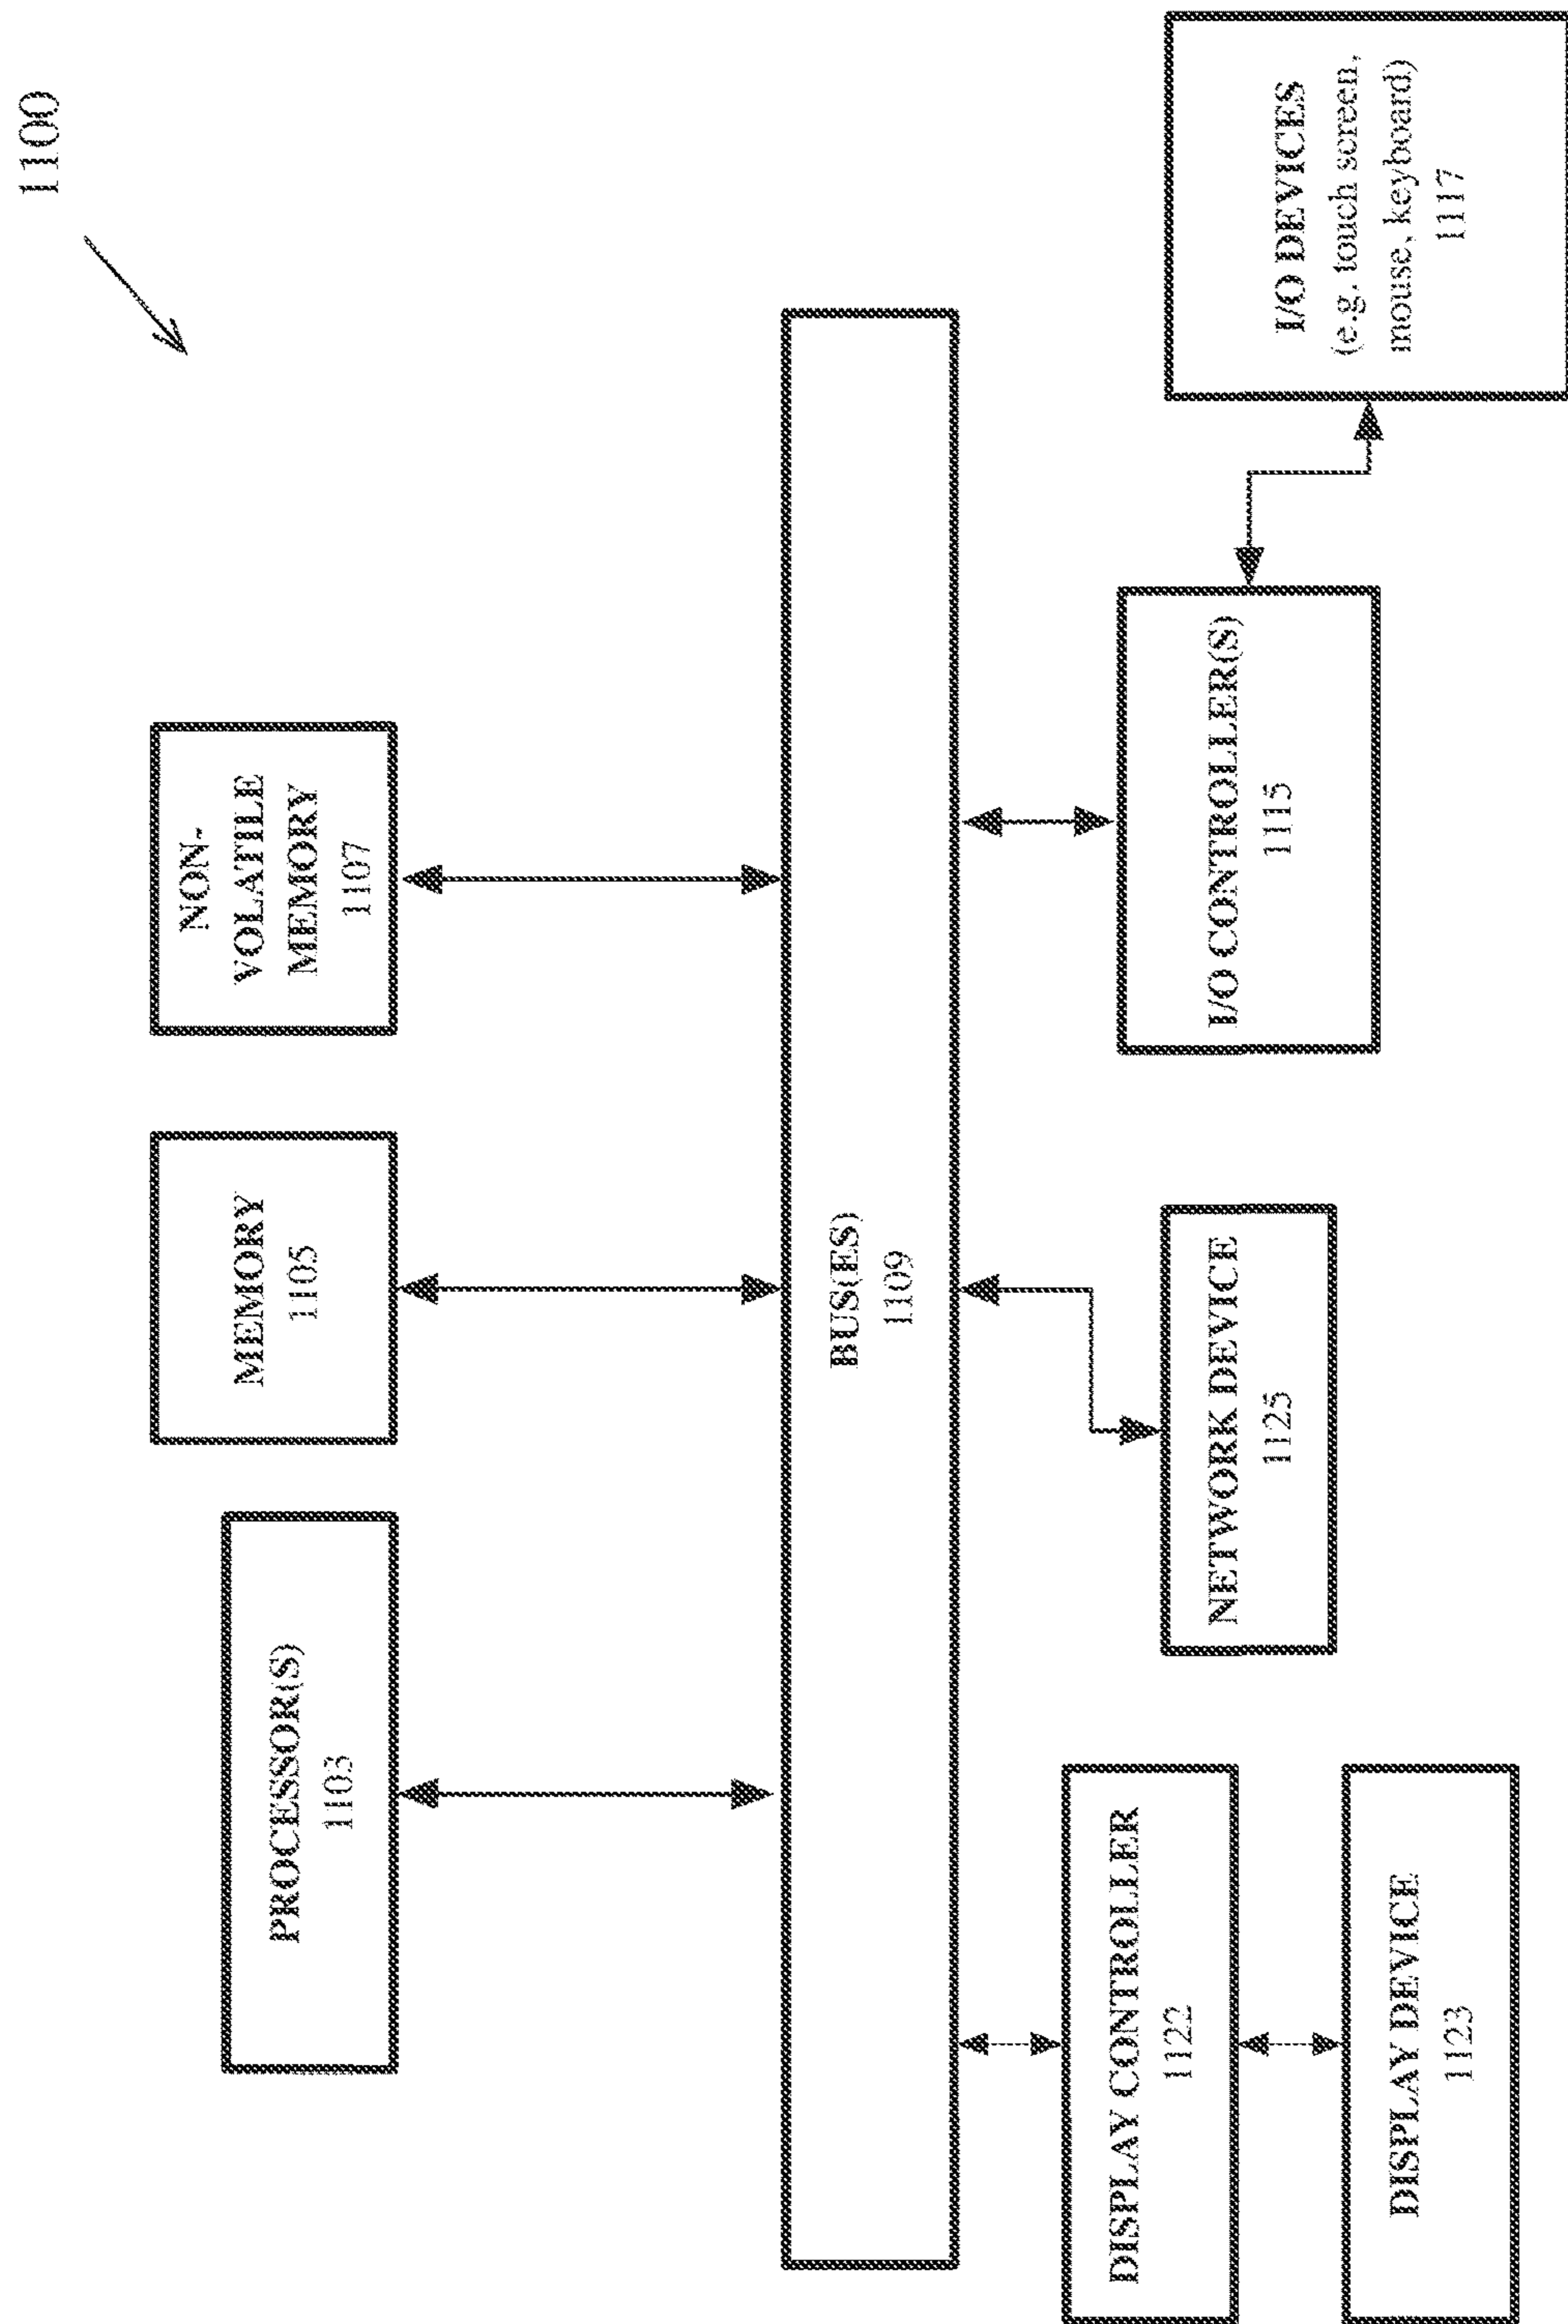 1100
PROCESSOR(S)
1103
MEMORY
1105
NON-
VOLATILE
MEMORY
1107
BUS(ES)
1109
DISPLAY CONTROLLER
1122
DISPLAY DEVICE
1123
NETWORK DEVICE
1125
I/O CONTROLLER(S)
1115
I/O DEVICES
(e.g. touch screen,
mouse, keyboard)
1117